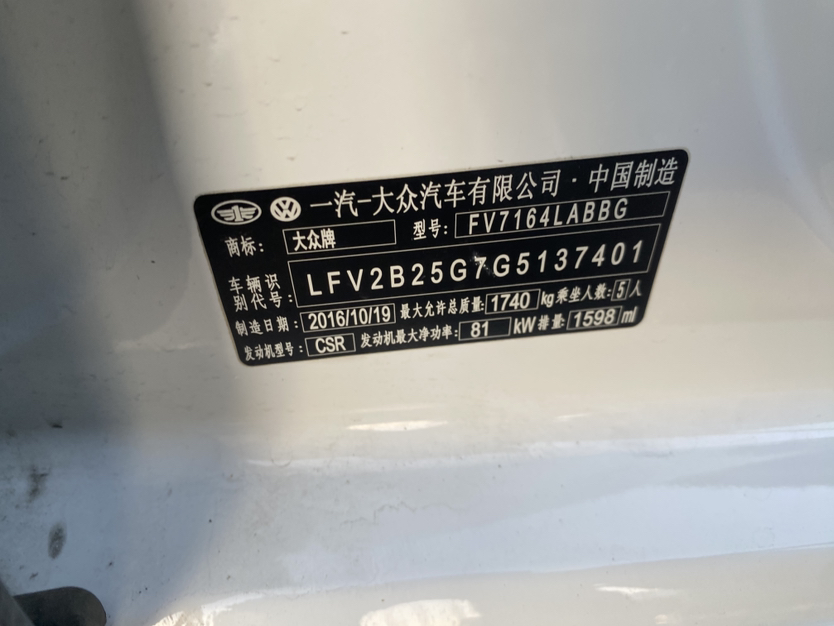 一汽-大众汽车有限公司·中国制造
商标: 大众牌 型号: FV7164LABBG
车辆识别代号: LFV2B25G7G5137401
制造日期: 2016/10/19 最大允许总质量: 1740 kg 乘坐人数: 5 人
发动机型号: CSR 发动机最大净功率: 81 kW 排量: 1598 ml